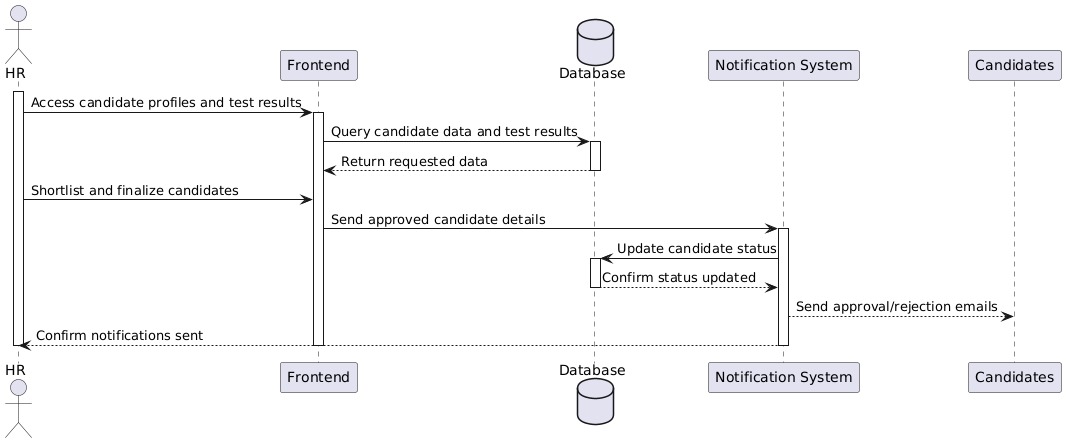 HR
Frontend
Database
Notification System
Candidates
Access candidate profiles and test results
Query candidate data and test results
Return requested data
Shortlist and finalize candidates
Send approved candidate details
Update candidate status
Confirm status updated
Send approval/rejection emails
Confirm notifications sent
HR
Frontend
Database
Notification System
Candidates